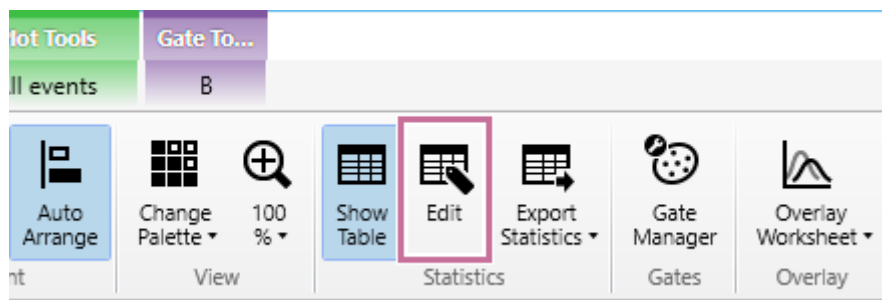 lot Tools Gate To...
ll events B
Auto Arrange Change Palette 100 % Show Table Edit Export Statistics Gate Manager Overlay Worksheet
nt View Statistics Gates Overlay